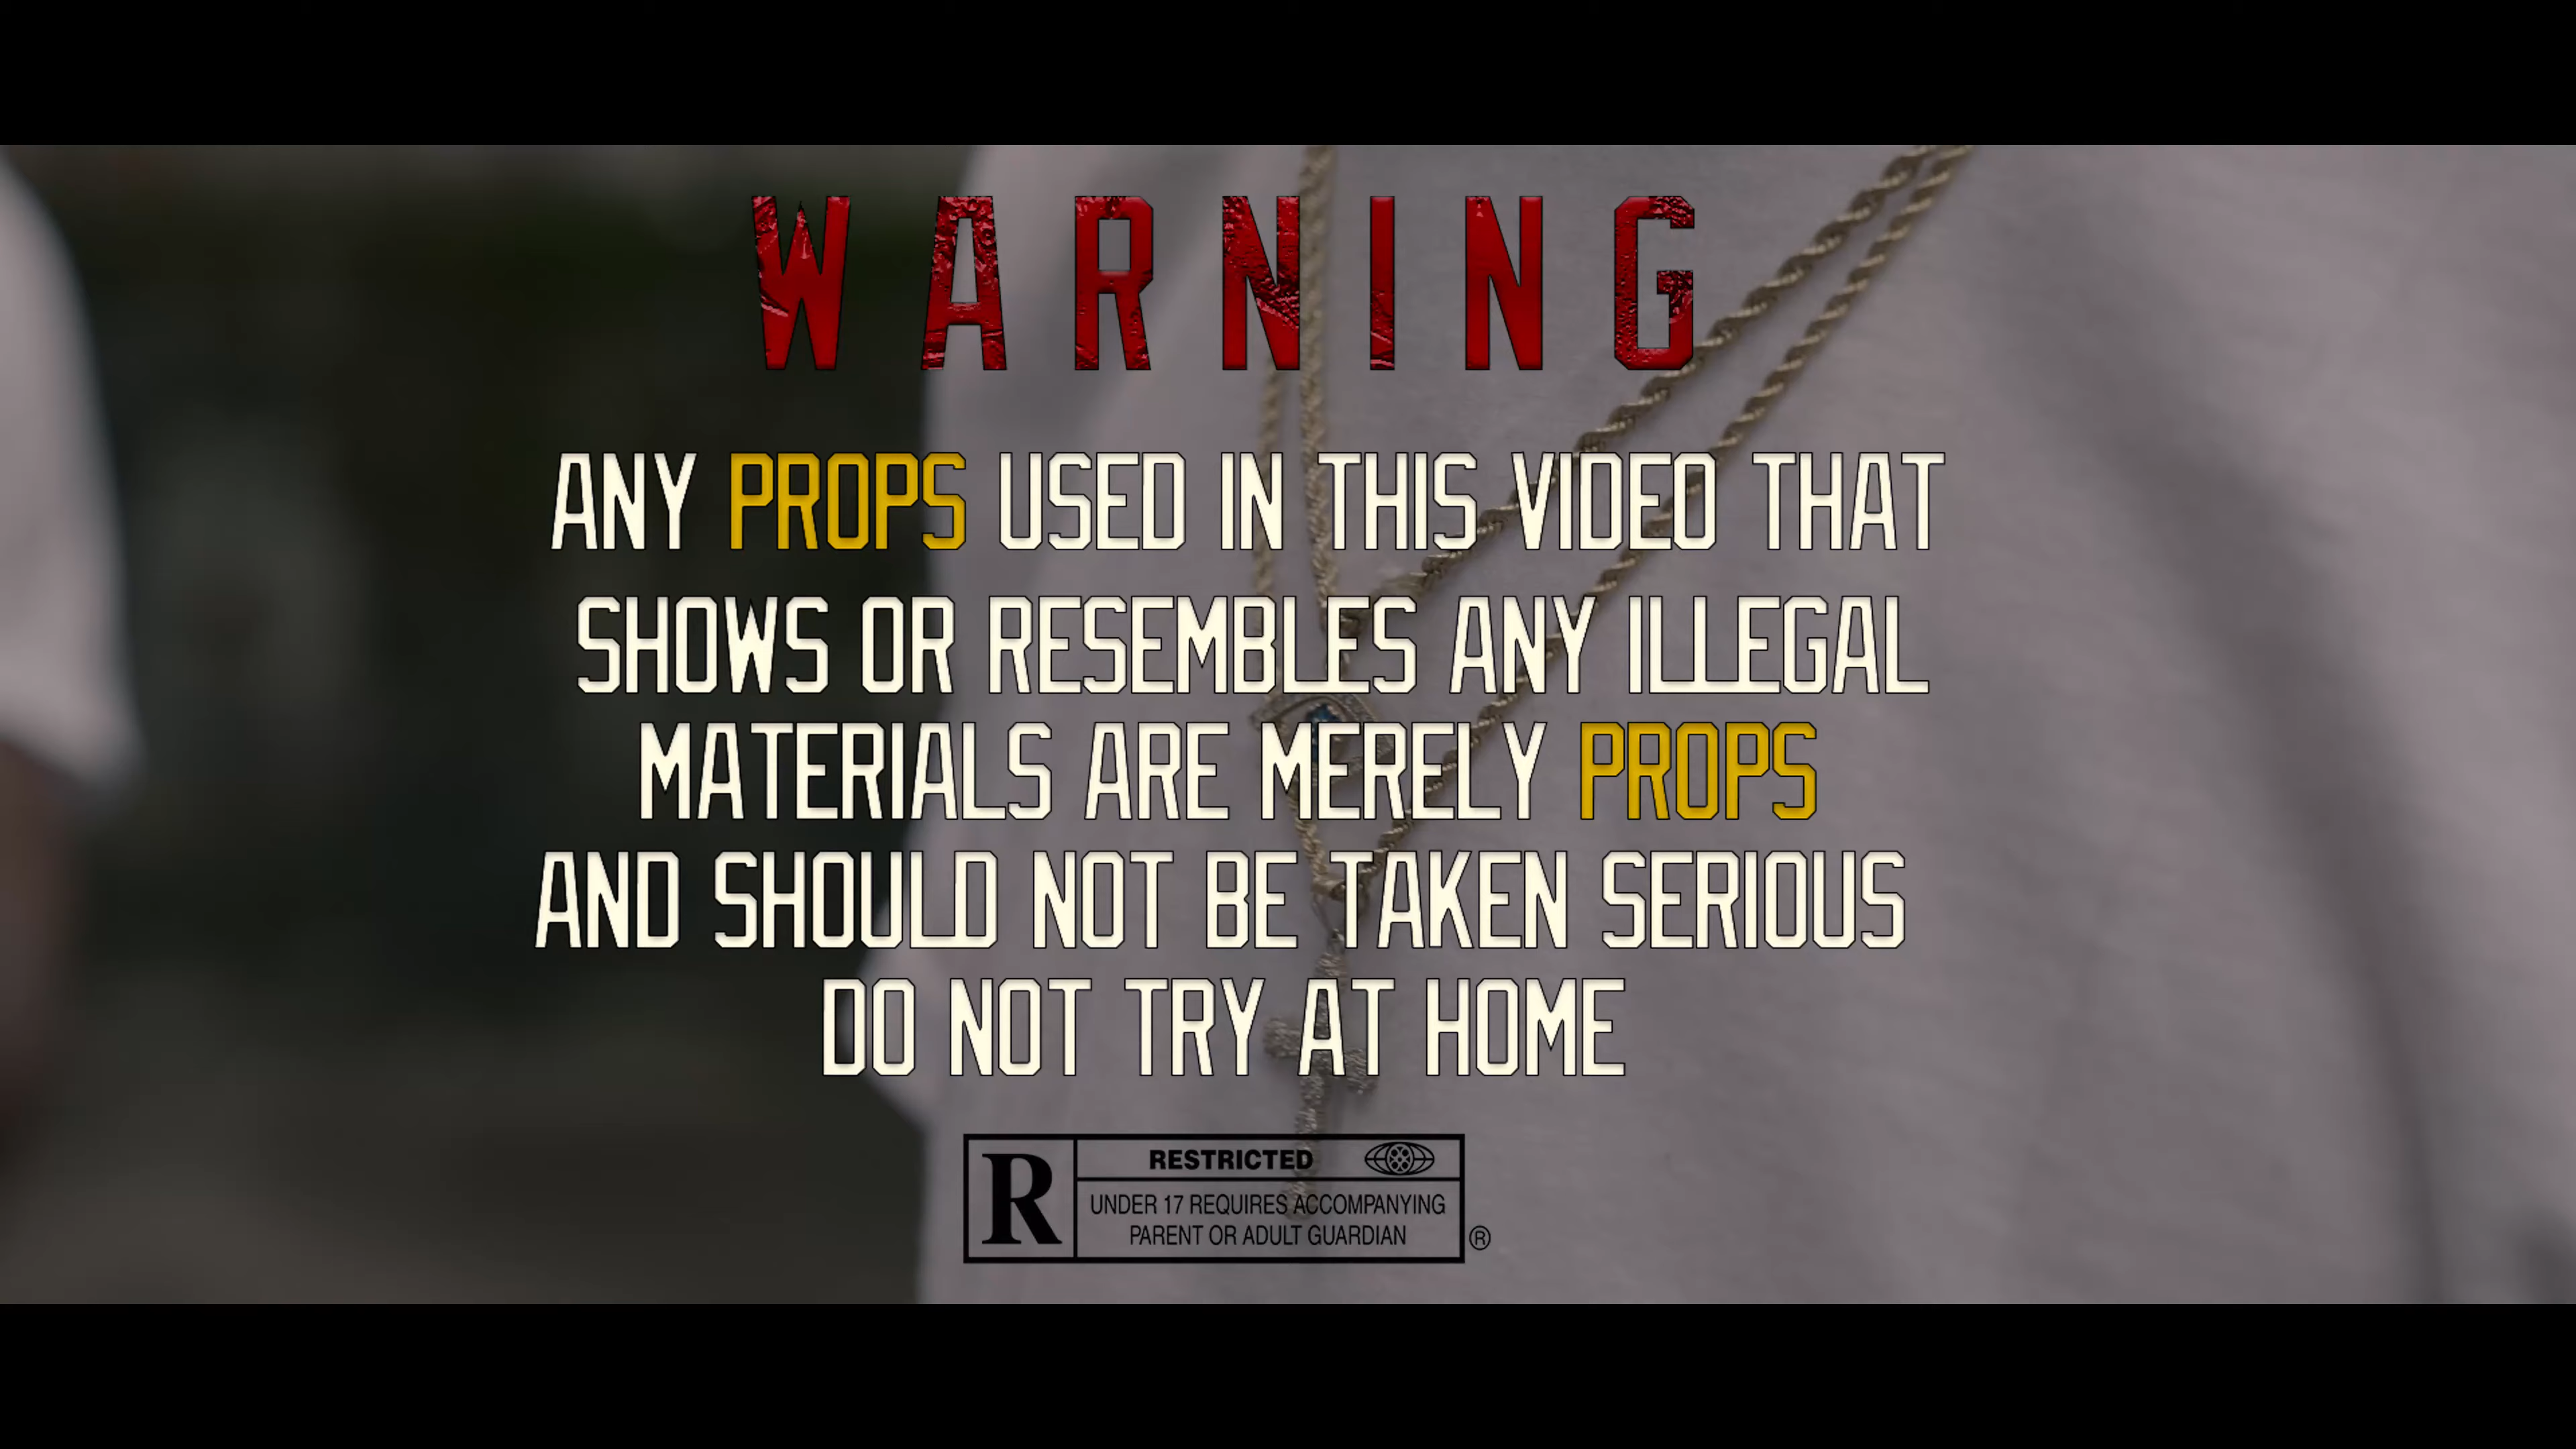 WARNING
ANY PROPS USED IN THIS VIDEO THAT
SHOWS OR RESEMBLES ANY ILLEGAL
MATERIALS ARE MERELY PROPS
AND SHOULD NOT BE TAKEN SERIOUS
DO NOT TRY AT HOME
R
RESTRICTED
UNDER 17 REQUIRES ACCOMPANYING
PARENT OR ADULT GUARDIAN
®